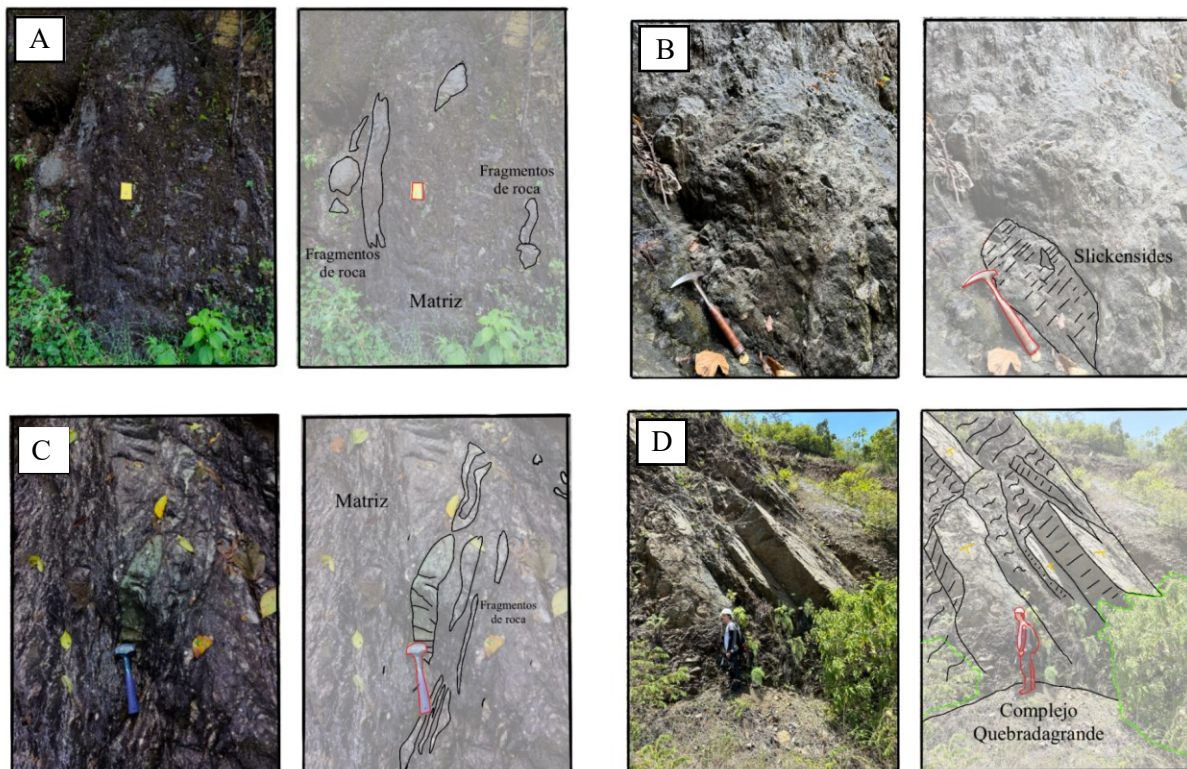 A
Fragmentos
de roca
Fragmentos
de roca
Matriz
B
Slickensides
C
Matriz
Fragmentos
de roca
D
Complejo
Quebradagrande